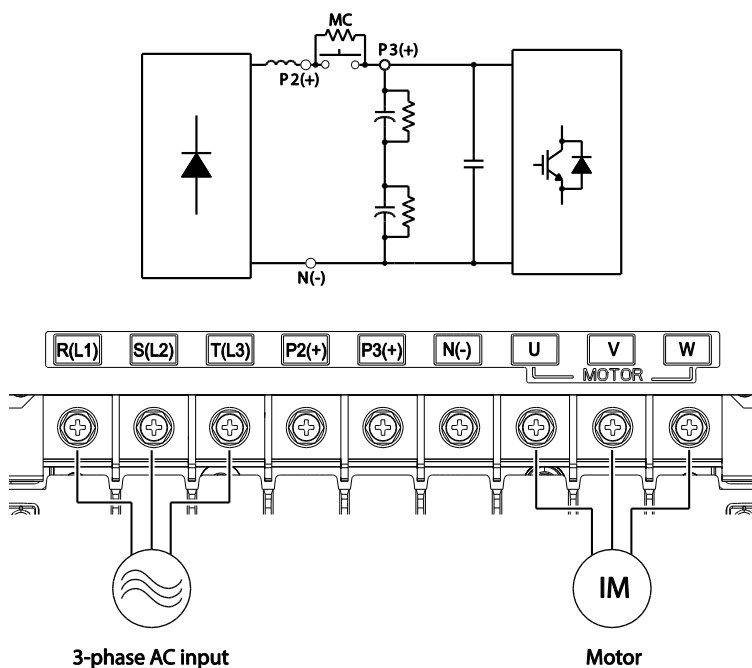 MC
P2(+)
P3(+)
N(-)
R(L1) S(L2) T(L3) P2(+) P3(+) N(-) U V W
MOTOR
IM
3-phase AC input
Motor